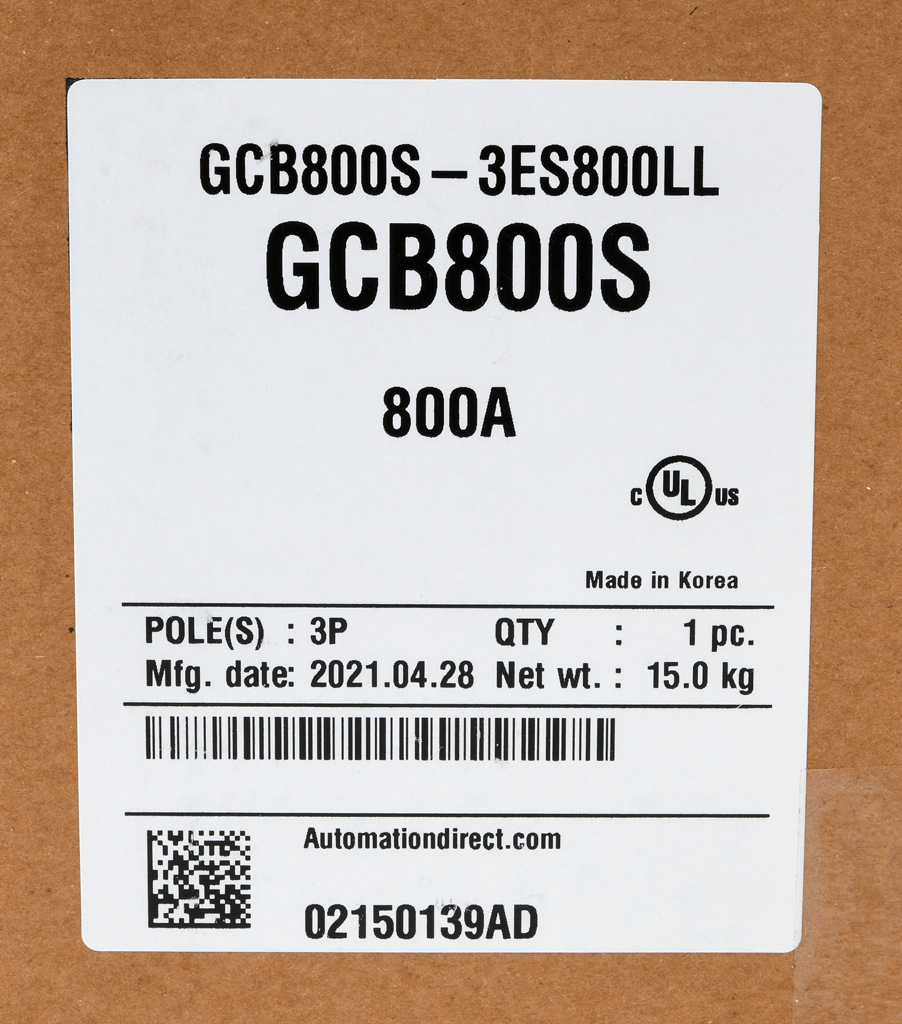 GCB800S – 3ES800LL
GCB800S
800A
C UL US
Made in Korea
POLE(S) : 3P QTY : 1 pc.
Mfg. date: 2021.04.28 Net wt. : 15.0 kg
Automationdirect.com
02150139AD